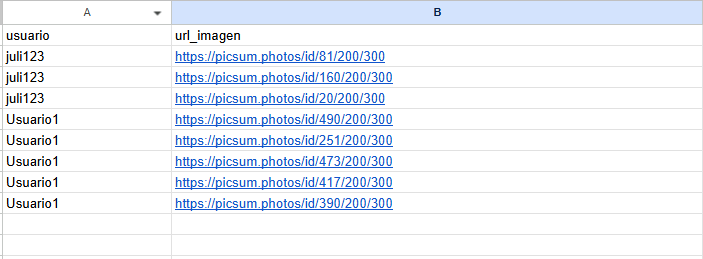 A B
usuario url_imagen
juli123 https://picsum.photos/id/81/200/300
juli123 https://picsum.photos/id/160/200/300
juli123 https://picsum.photos/id/20/200/300
Usuario1 https://picsum.photos/id/490/200/300
Usuario1 https://picsum.photos/id/251/200/300
Usuario1 https://picsum.photos/id/473/200/300
Usuario1 https://picsum.photos/id/417/200/300
Usuario1 https://picsum.photos/id/390/200/300